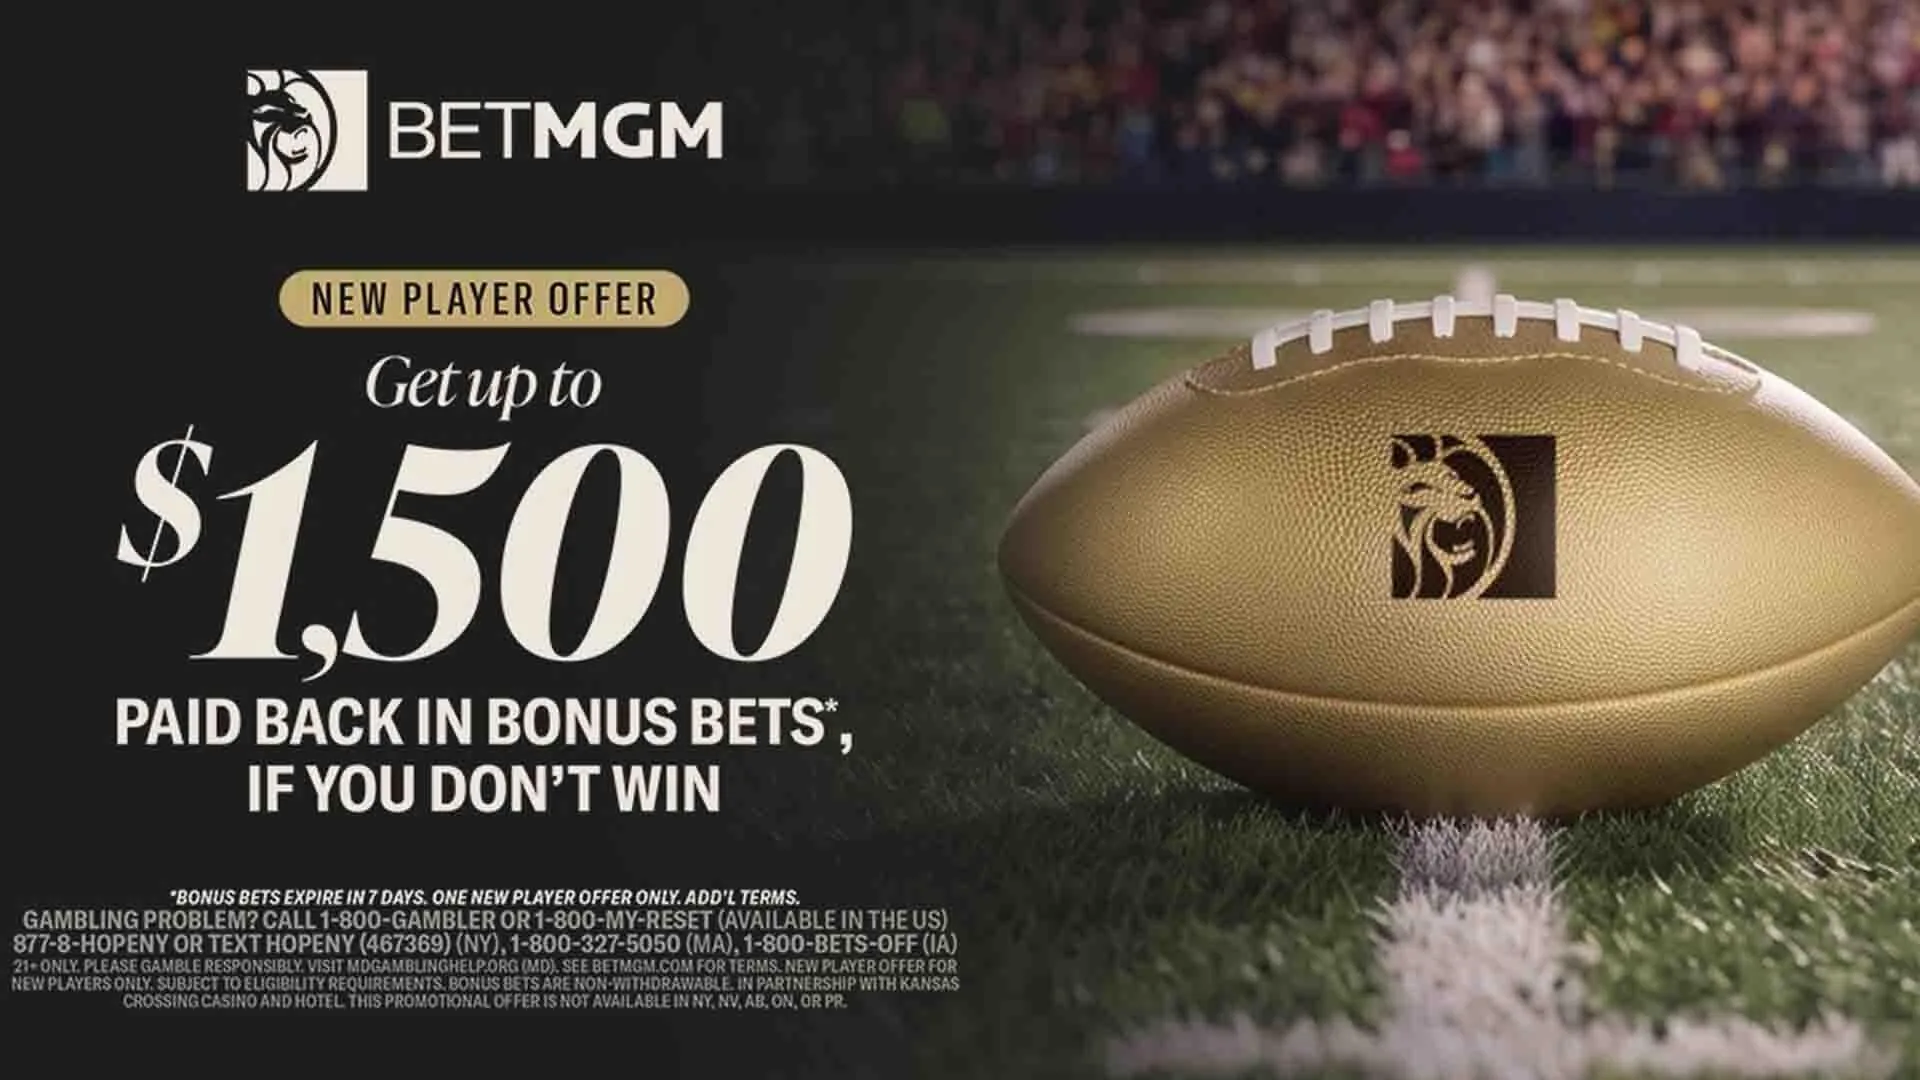 BETMGM
NEW PLAYER OFFER
Get up to
$1,500
PAID BACK IN BONUS BETS*,
IF YOU DON'T WIN
*BONUS BETS EXPIRE IN 7 DAYS. ONE NEW PLAYER OFFER ONLY. ADD'L TERMS.
GAMBLING PROBLEM? CALL 1-800-GAMBLER OR 1-800-MY-RESET (AVAILABLE IN THE US)
877-8-HOPENY OR TEXT HOPENY (467369) (NY), 1-800-327-5050 (MA), 1-800-BETS-OFF (IA)
21+ ONLY. PLEASE GAMBLE RESPONSIBLY. VISIT MDGAMBLINGHELP.ORG (MD). SEE BETMGM.COM FOR TERMS. NEW PLAYER OFFER FOR
NEW PLAYERS ONLY. SUBJECT TO ELIGIBILITY REQUIREMENTS. BONUS BETS ARE NON-WITHDRAWABLE. IN PARTNERSHIP WITH KANSAS
CROSSING CASINO AND HOTEL. THIS PROMOTIONAL OFFER IS NOT AVAILABLE IN NY, NV, AB, ON, OR PR.